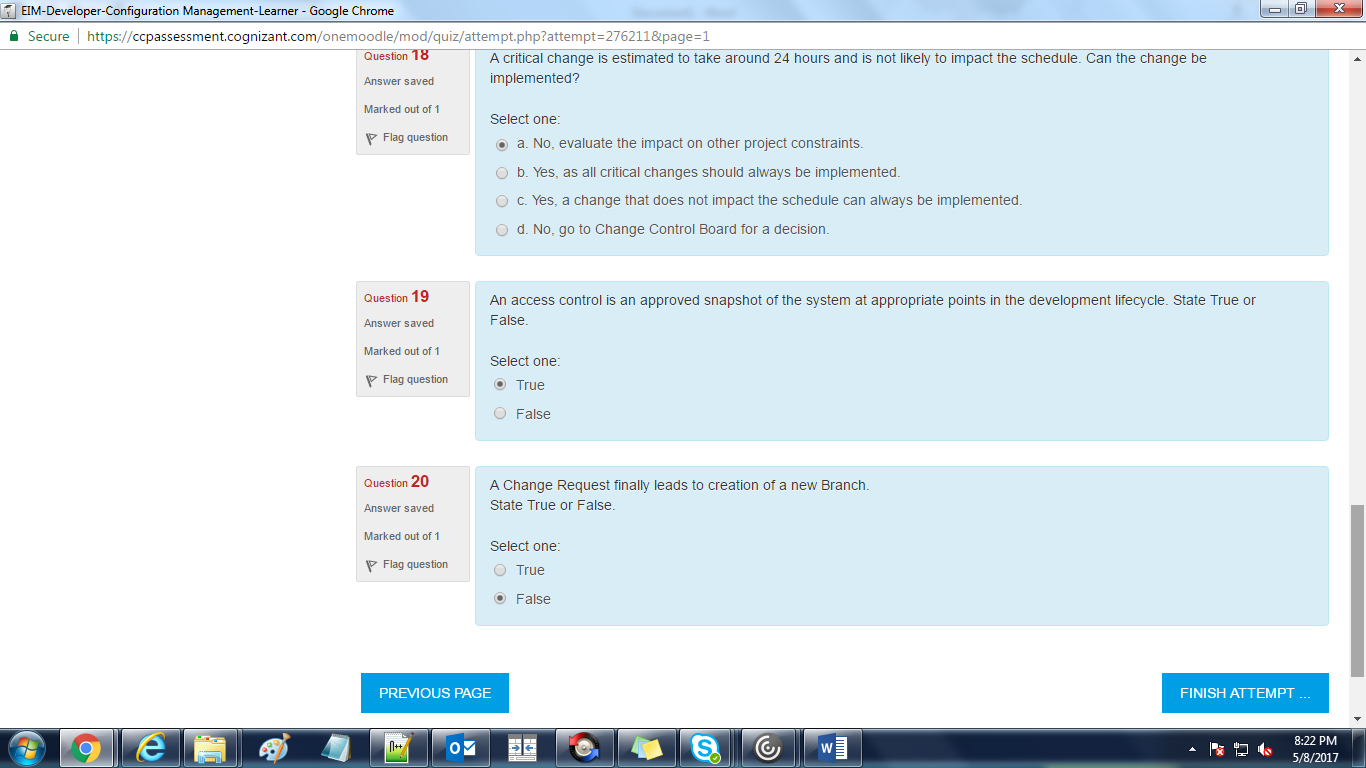 EIM-Developer-Configuration Management-Learner - Google Chrome
Secure https://ccpassessment.cognizant.com/onemoodle/mod/quiz/attempt.php?attempt=276211&page=1
Question 18
Answer saved
Marked out of 1
Flag question
A critical change is estimated to take around 24 hours and is not likely to impact the schedule. Can the change be
implemented?
Select one:
a. No, evaluate the impact on other project constraints.
b. Yes, as all critical changes should always be implemented.
c. Yes, a change that does not impact the schedule can always be implemented.
d. No, go to Change Control Board for a decision.
Question 19
Answer saved
Marked out of 1
Flag question
An access control is an approved snapshot of the system at appropriate points in the development lifecycle. State True or
False.
Select one:
True
False
Question 20
Answer saved
Marked out of 1
Flag question
A Change Request finally leads to creation of a new Branch.
State True or False.
Select one:
True
False
PREVIOUS PAGE
FINISH ATTEMPT ...
8:22 PM
5/8/2017